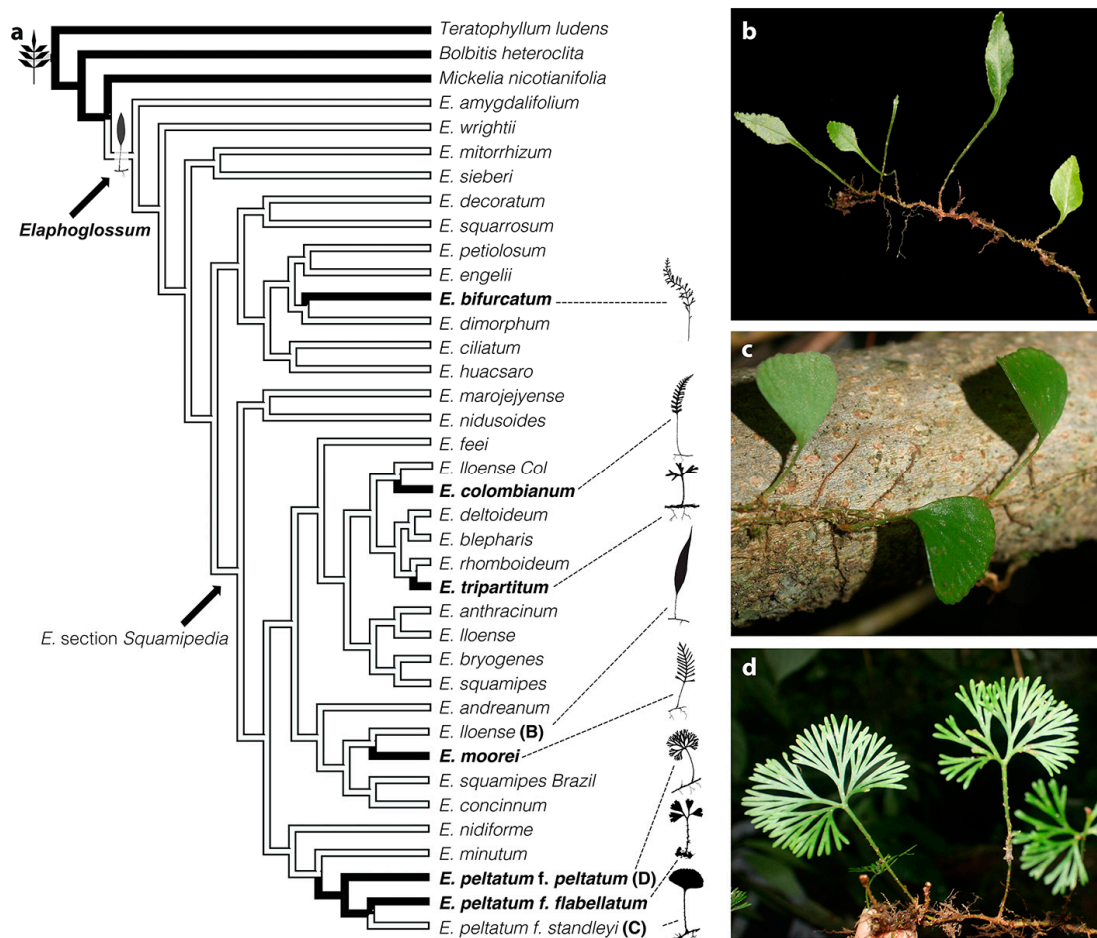 a
Teratophyllum ludens
Bolbitis heteroclita
Mickelia nicotianifolia
E. amygdalifolium
E. wrightii
E. mitorrhizum
E. sieberi
Elaphoglossum
E. decoratum
E. squarrosum
E. petiolosum
E. engelii
E. bifurcatum
E. dimorphum
E. ciliatum
E. huacsaro
E. marojejyense
E. nidusoides
E. feei
E. lloense Col
E. colombianum
E. deltoideum
E. blepharis
E. rhomboideum
E. tripartitum
E. anthracinum
E. section Squamipedia
E. lloense
E. bryogenes
E. squamipes
E. andreanum
E. lloense (B)
E. moorei
E. squamipes Brazil
E. concinnum
E. nidiforme
E. minutum
E. peltatum f. peltatum (D)
E. peltatum f. flabellatum
E. peltatum f. standleyi (C)
b
c
d